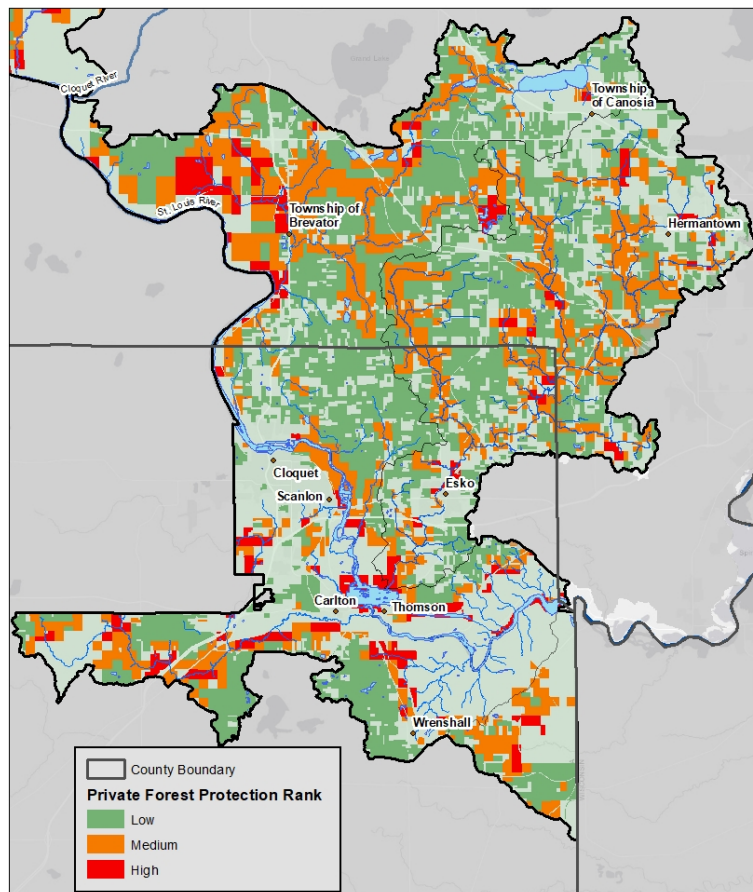 Cloquet River
Township
of Canosia
St. Louis River
Township of
Brevator
Hermantown
Cloquet
Scanlon
Esko
Carlton
Thomson
Wrenshall
County Boundary
Private Forest Protection Rank
Low
Medium
High